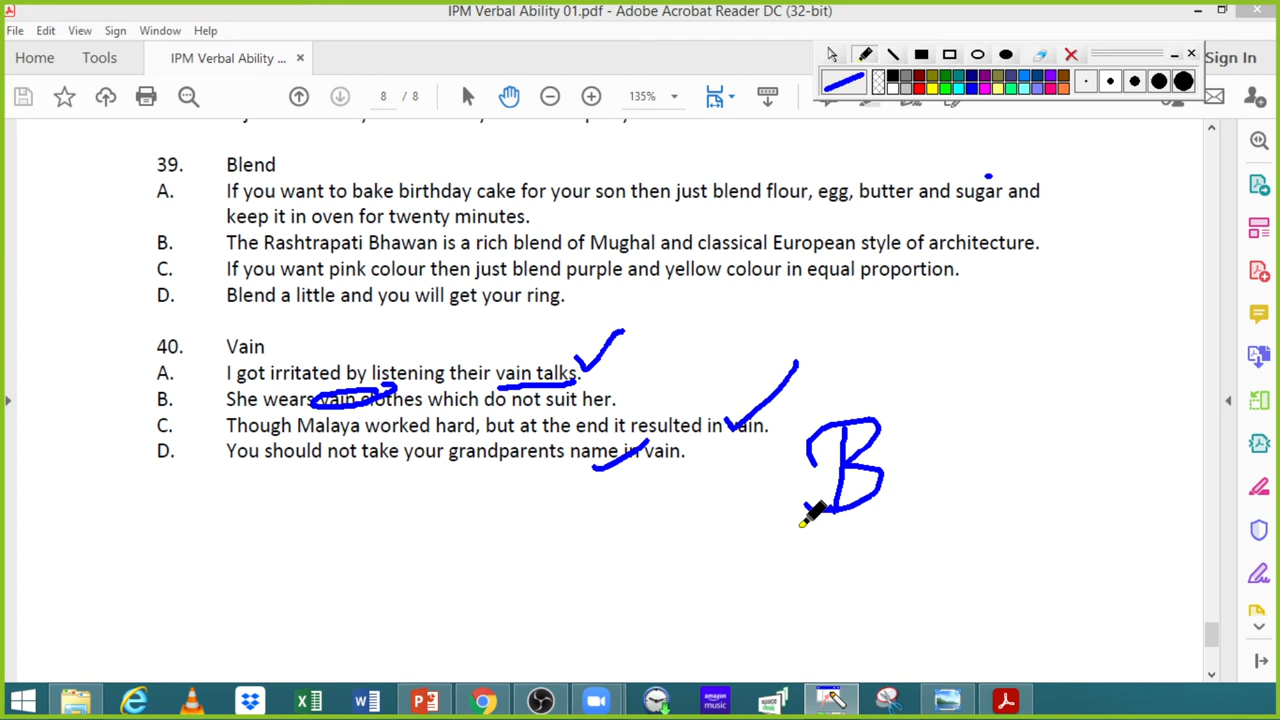 IPM Verbal Ability 01.pdf - Adobe Acrobat Reader DC (32-bit)
File Edit View Sign Window Help
Home Tools IPM Verbal Ability ... × Sign In
8 / 8 135%
39. Blend
A. If you want to bake birthday cake for your son then just blend flour, egg, butter and sugar and
keep it in oven for twenty minutes.
B. The Rashtrapati Bhawan is a rich blend of Mughal and classical European style of architecture.
C. If you want pink colour then just blend purple and yellow colour in equal proportion.
D. Blend a little and you will get your ring.
40. Vain
A. I got irritated by listening their vain talks.
B. She wears vain clothes which do not suit her.
C. Though Malaya worked hard, but at the end it resulted in vain.
D. You should not take your grandparents name in vain.
B
amazon music